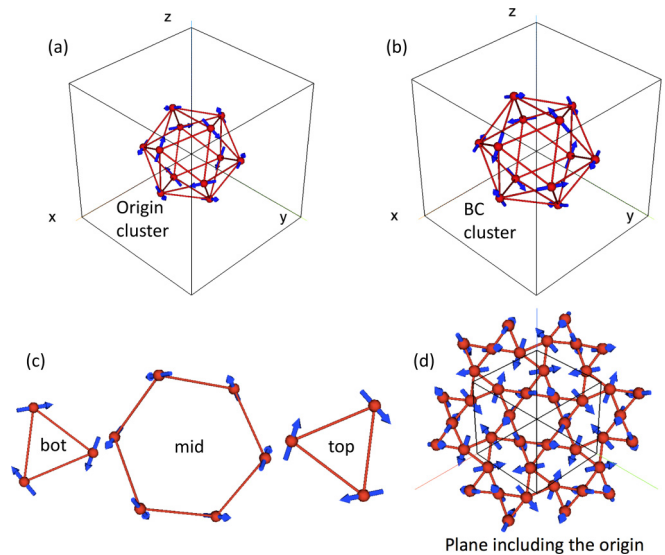 (a)
z
x
y
Origin
cluster
(b)
z
x
y
BC
cluster
(c)
bot
mid
top
(d)
Plane including the origin